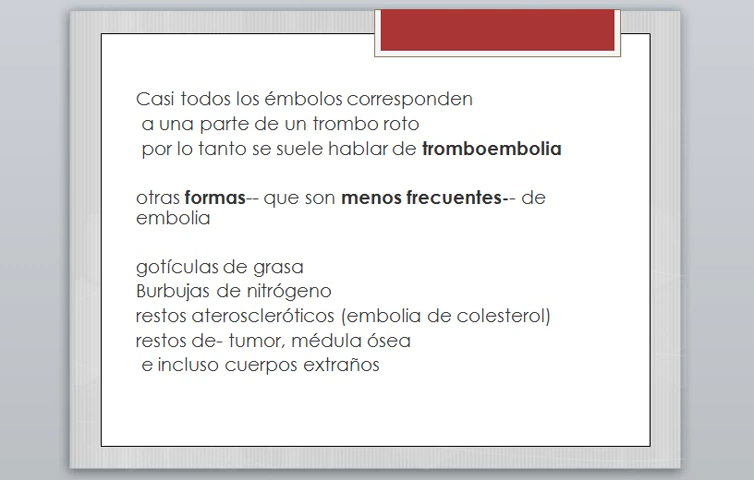 Casi todos los émbolos corresponden
a una parte de un trombo roto
por lo tanto se suele hablar de tromboembolia
otras formas-- que son menos frecuentes-- de
embolia
gotículas de grasa
Burbujas de nitrógeno
restos ateroscleróticos (embolia de colesterol)
restos de- tumor, médula ósea
e incluso cuerpos extraños